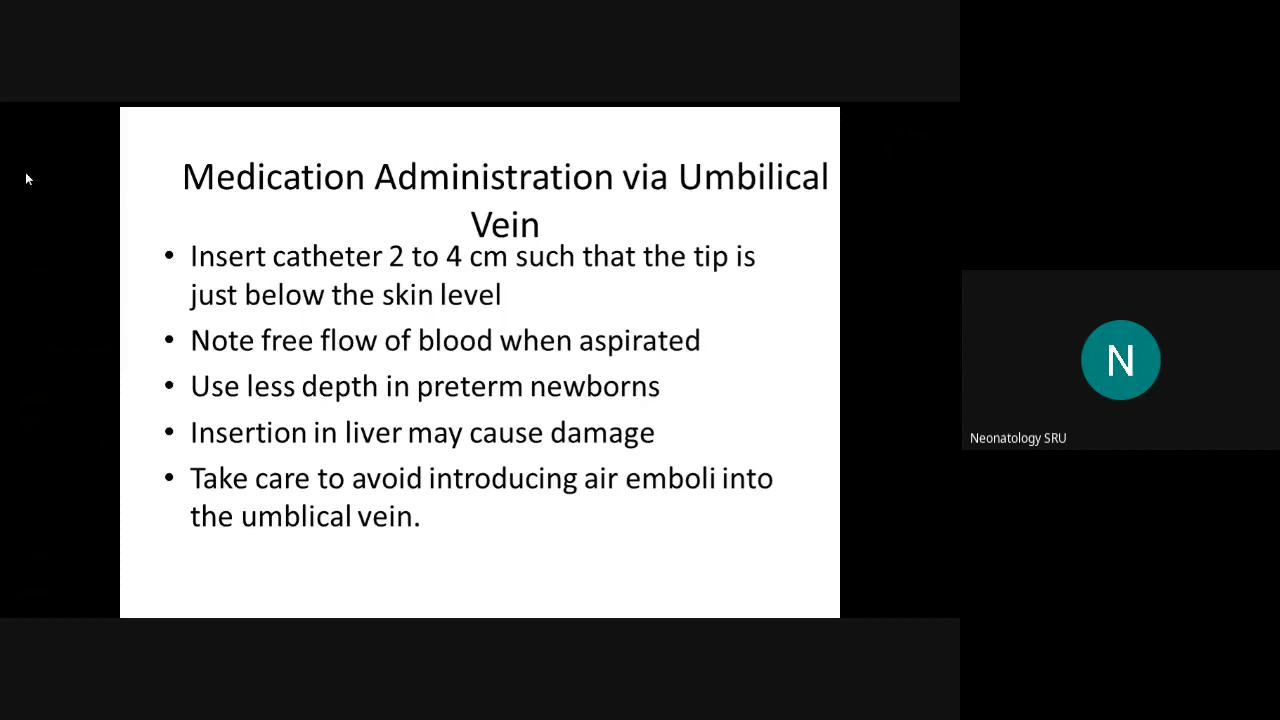 Medication Administration via Umbilical
Vein
• Insert catheter 2 to 4 cm such that the tip is
just below the skin level
• Note free flow of blood when aspirated
• Use less depth in preterm newborns
• Insertion in liver may cause damage
• Take care to avoid introducing air emboli into
the umblical vein.
N
Neonatology SRU